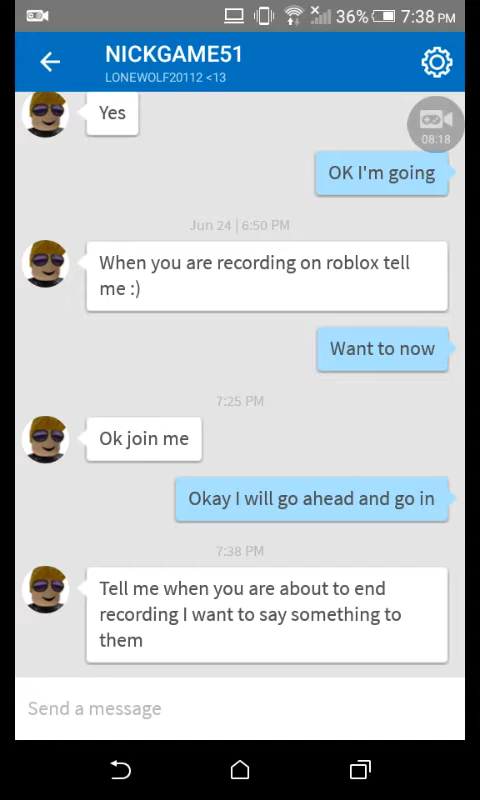 36% 7:38 PM
NICKGAME51
LONEWOLF20112 <13
Yes
08:18
OK I'm going
Jun 24 | 6:50 PM
When you are recording on roblox tell
me :)
Want to now
7:25 PM
Ok join me
Okay I will go ahead and go in
7:38 PM
Tell me when you are about to end
recording I want to say something to
them
Send a message